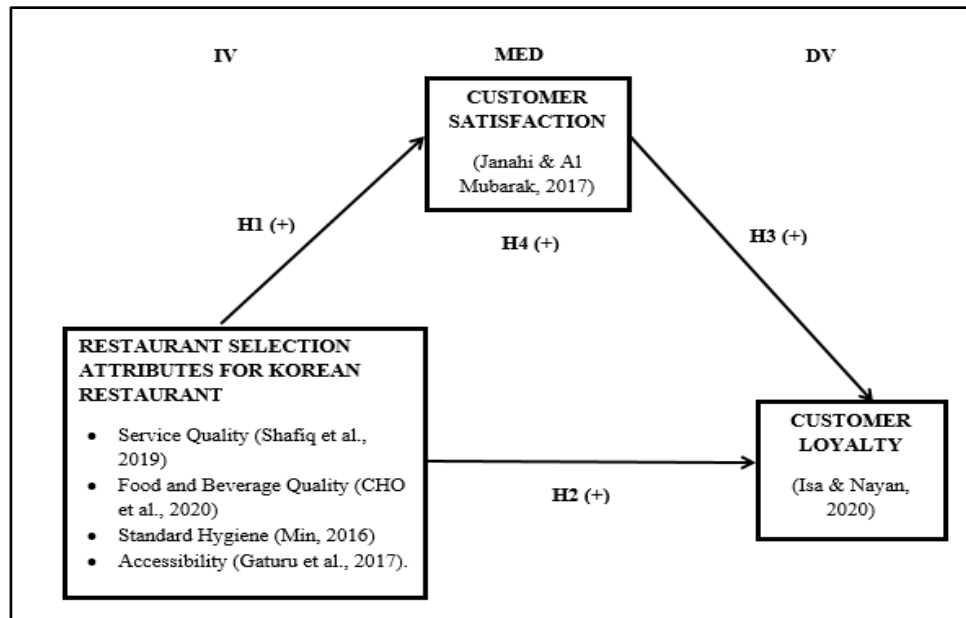 IV
MED
DV
CUSTOMER
SATISFACTION
(Janahi & Al
Mubarak, 2017)
H1 (+)
H4 (+)
H3 (+)
RESTAURANT SELECTION
ATTRIBUTES FOR KOREAN
RESTAURANT
• Service Quality (Shafiq et al.,
2019)
• Food and Beverage Quality (CHO
et al., 2020)
• Standard Hygiene (Min, 2016)
• Accessibility (Gaturu et al., 2017).
H2 (+)
CUSTOMER
LOYALTY
(Isa & Nayan,
2020)